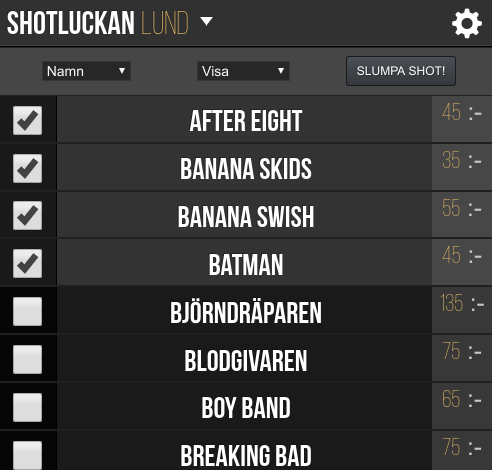 SHOTLUCKAN LUND
Namn Visa SLUMPA SHOT!
AFTER EIGHT 45 :-
BANANA SKIDS 35 :-
BANANA SWISH 55 :-
BATMAN 45 :-
BJÖRNDRÄPAREN 135 :-
BLODGIVAREN 75 :-
BOY BAND 65 :-
BREAKING BAD 75 :-